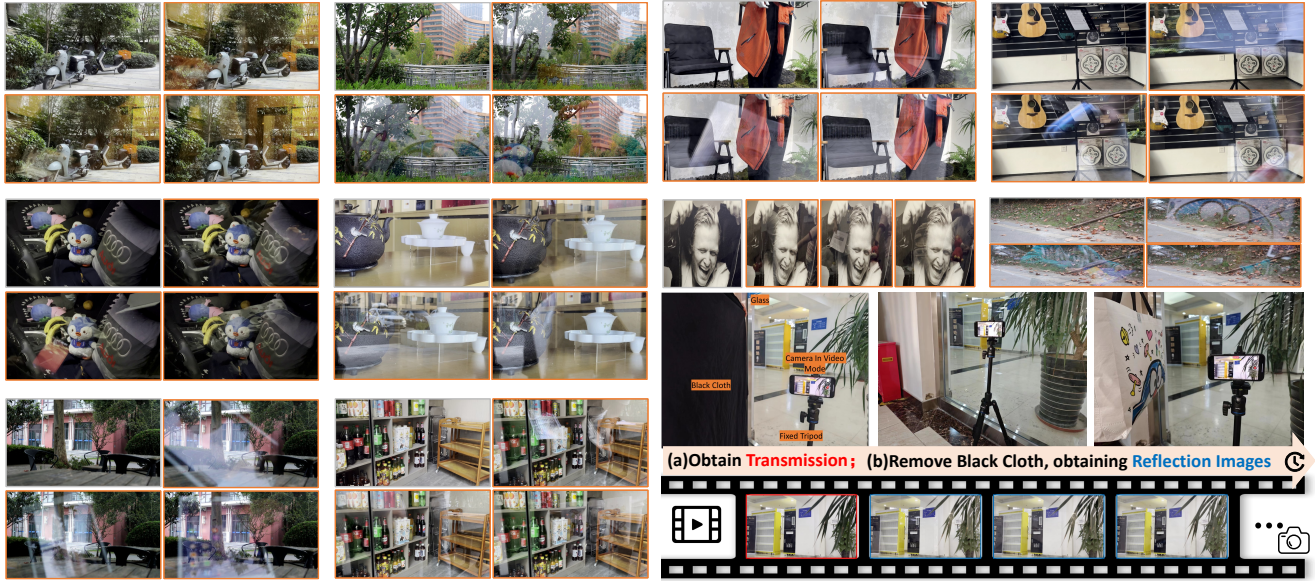 Glass
Camera In Video
Mode
Black Cloth
Fixed Tripod
(a)Obtain Transmission; (b)Remove Black Cloth, obtaining Reflection Images